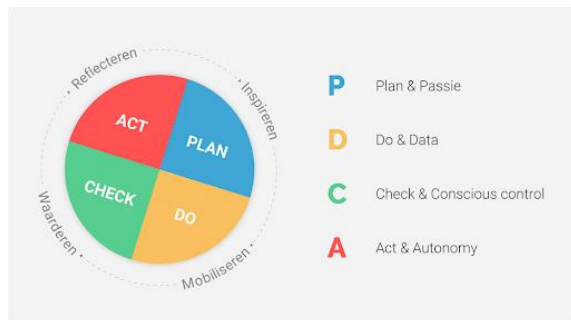 Reflecteren
Inspireren
ACT
PLAN
CHECK
DO
Waarderen
Mobiliseren
P Plan & Passie
D Do & Data
C Check & Conscious control
A Act & Autonomy